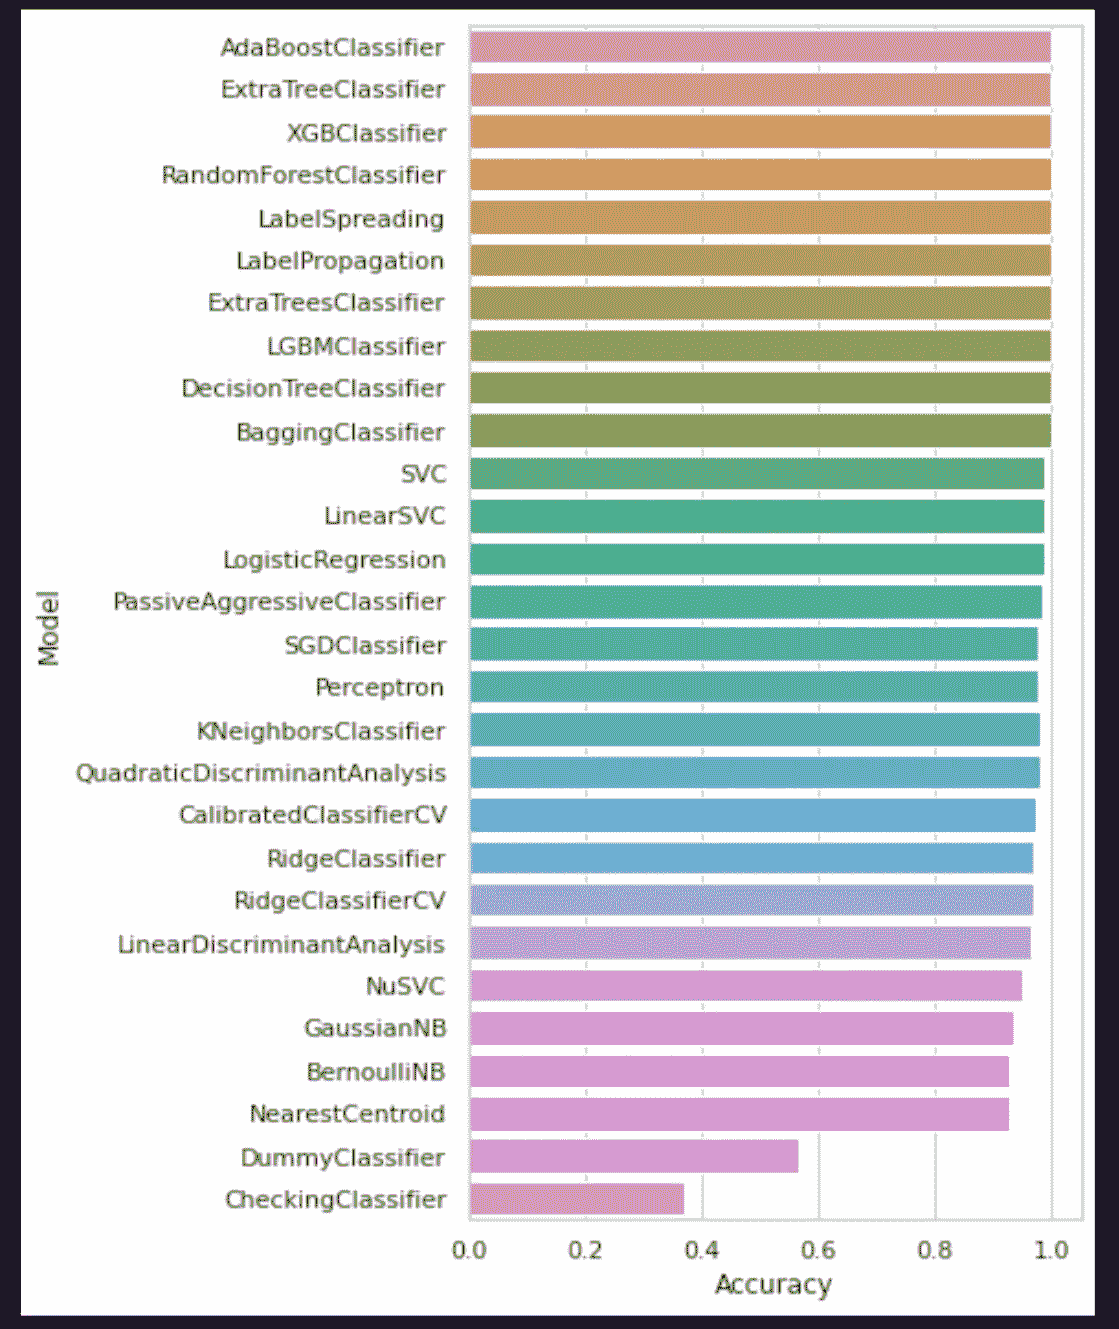 AdaBoostClassifier
ExtraTreeClassifier
XGBClassifier
RandomForestClassifier
LabelSpreading
LabelPropagation
ExtraTreesClassifier
LGBMClassifier
DecisionTreeClassifier
BaggingClassifier
SVC
LinearSVC
LogisticRegression
PassiveAggressiveClassifier
SGDClassifier
Perceptron
KNeighborsClassifier
QuadraticDiscriminantAnalysis
CalibratedClassifierCV
RidgeClassifier
RidgeClassifierCV
LinearDiscriminantAnalysis
NuSVC
GaussianNB
BernoulliNB
NearestCentroid
DummyClassifier
CheckingClassifier
Model
0.0 0.2 0.4 0.6 0.8 1.0
Accuracy